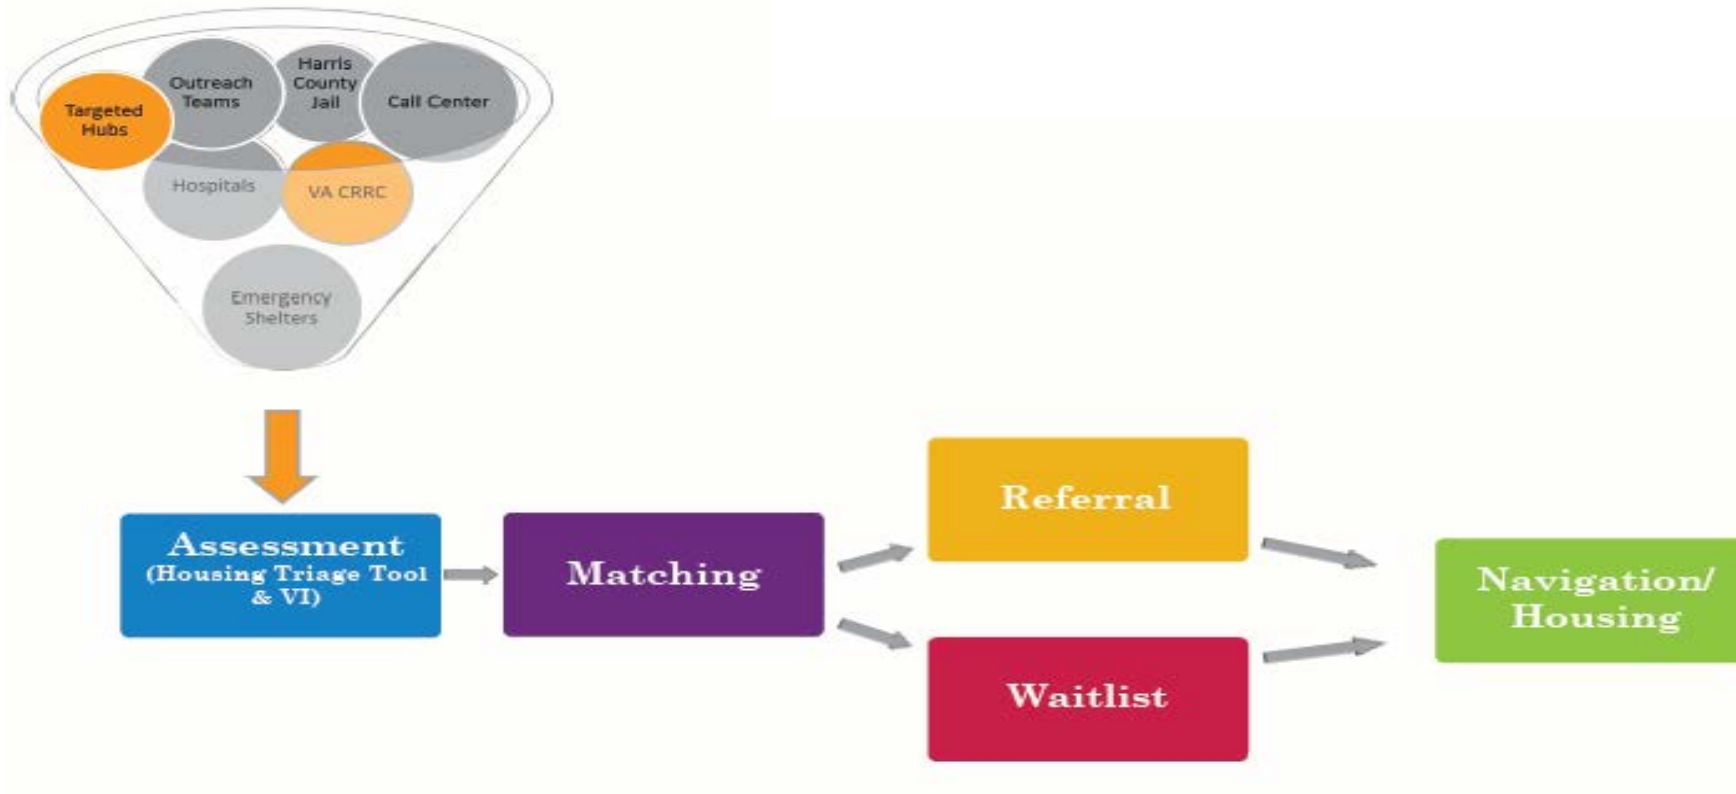 Harris
County
Jail
Outreach
Teams
Call Center
Targeted
Hubs
Hospitals
VA CRRC
Emergency
Shelters
Assessment
(Housing Triage Tool
& VI)
Matching
Referral
Waitlist
Navigation/
Housing